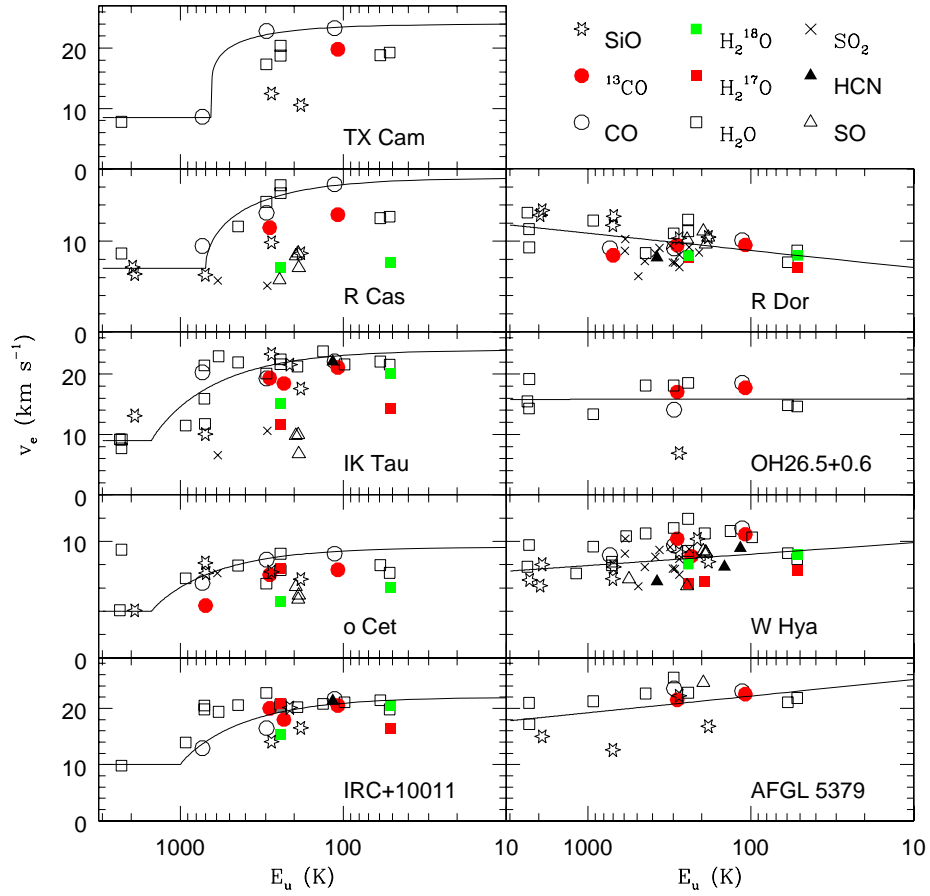 SiO H₂¹⁸O SO₂
¹³CO H₂¹⁷O HCN
CO H₂O SO
20
10
0
TX Cam
10
0
R Cas
R Dor
20
10
0
IK Tau
OH26.5+0.6
10
0
o Cet
W Hya
20
10
0
IRC+10011
AFGL 5379
1000 100 10 1000 100 10
E_u (K) E_u (K)
v_e (km s⁻¹)